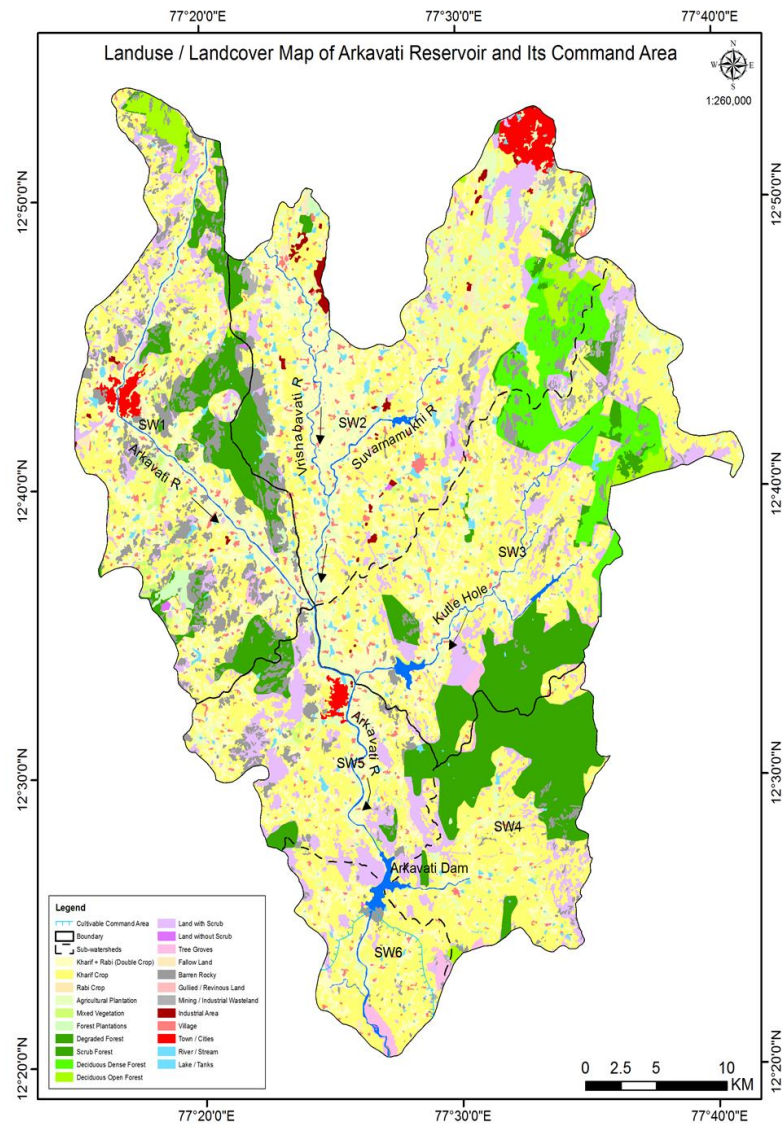 77°20'0"E
77°30'0"E
77°40'0"E
Landuse / Landcover Map of Arkavati Reservoir and Its Command Area
N
W
E
S
1:260,000
12°50'0"N
12°50'0"N
Vrishabavati R
SW2
Suvarnamukhi R
SW1
Arkavati R
12°40'0"N
12°40'0"N
SW3
Kutle Hole
Arkavati R
SW5
12°30'0"N
12°30'0"N
SW4
Arkavati Dam
SW6
Legend
Cultivable Command Area
Boundary
Sub-watersheds
Kharif + Rabi (Double Crop)
Kharif Crop
Rabi Crop
Agricultural Plantation
Mixed Vegetation
Forest Plantations
Degraded Forest
Scrub Forest
Deciduous Dense Forest
Deciduous Open Forest
Land with Scrub
Land without Scrub
Tree Groves
Fallow Land
Barren Rocky
Gullied / Revinous Land
Mining / Industrial Wasteland
Industrial Area
Village
Town / Cities
River / Stream
Lake / Tanks
0 2.5 5 10
KM
12°20'0"N
12°20'0"N
77°20'0"E
77°30'0"E
77°40'0"E